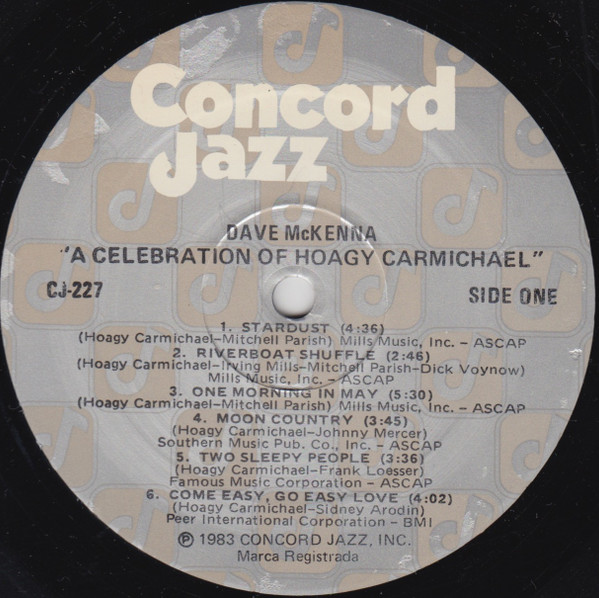 Concord
Jazz
DAVE McKENNA
"A CELEBRATION OF HOAGY CARMICHAEL"
CJ-227 SIDE ONE
1. STARDUST (4:36)
(Hoagy Carmichael-Mitchell Parish) Mills Music, Inc. – ASCAP
2. RIVERBOAT SHUFFLE (2:46)
(Hoagy Carmichael-Irving Mills-Mitchell Parish-Dick Voynow)
Mills Music, Inc. – ASCAP
3. ONE MORNING IN MAY (5:30)
(Hoagy Carmichael-Mitchell Parish) Mills Music, Inc. – ASCAP
4. MOON COUNTRY (3:45)
(Hoagy Carmichael-Johnny Mercer)
Southern Music Pub. Co., Inc. – ASCAP
5. TWO SLEEPY PEOPLE (3:36)
(Hoagy Carmichael-Frank Loesser)
Famous Music Corporation – ASCAP
6. COME EASY, GO EASY LOVE (4:02)
(Hoagy Carmichael-Sidney Arodin)
Peer International Corporation – BMI
℗ 1983 CONCORD JAZZ, INC.
Marca Registrada